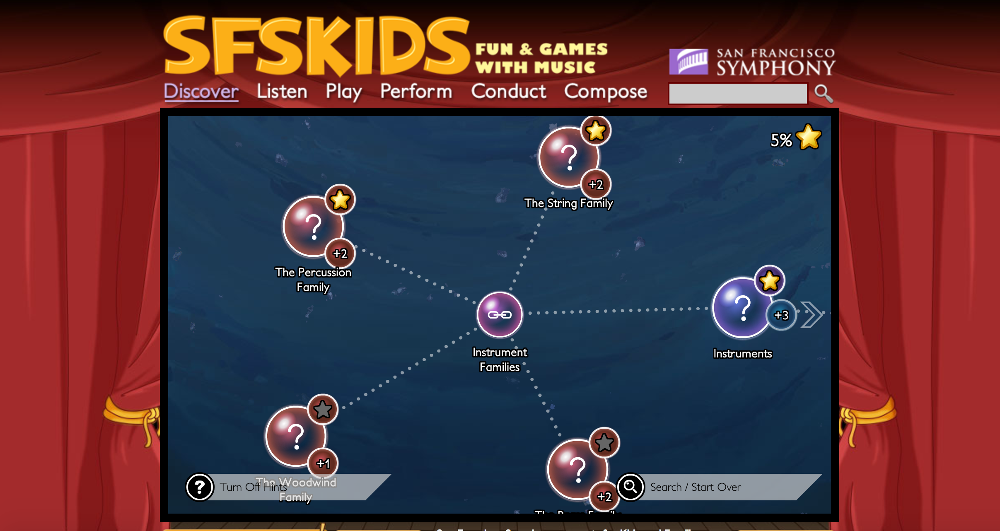 SFSKIDS
FUN & GAMES
WITH MUSIC
SAN FRANCISCO
SYMPHONY
Discover Listen Play Perform Conduct Compose
5%
?
+2
The String Family
?
+2
The Percussion
Family
?
+3
Instruments
Instrument
Families
?
+1
The Woodwind
Family
?
+2
? Turn Off Hints
Search / Start Over